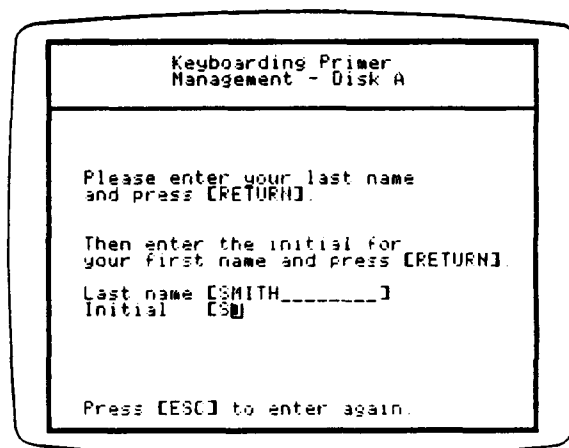 Keyboarding Primer
Management - Disk A
Please enter your last name
and press [RETURN].
Then enter the initial for
your first name and press [RETURN].
Last name [SMITH________]
Initial [S]
Press [ESC] to enter again.